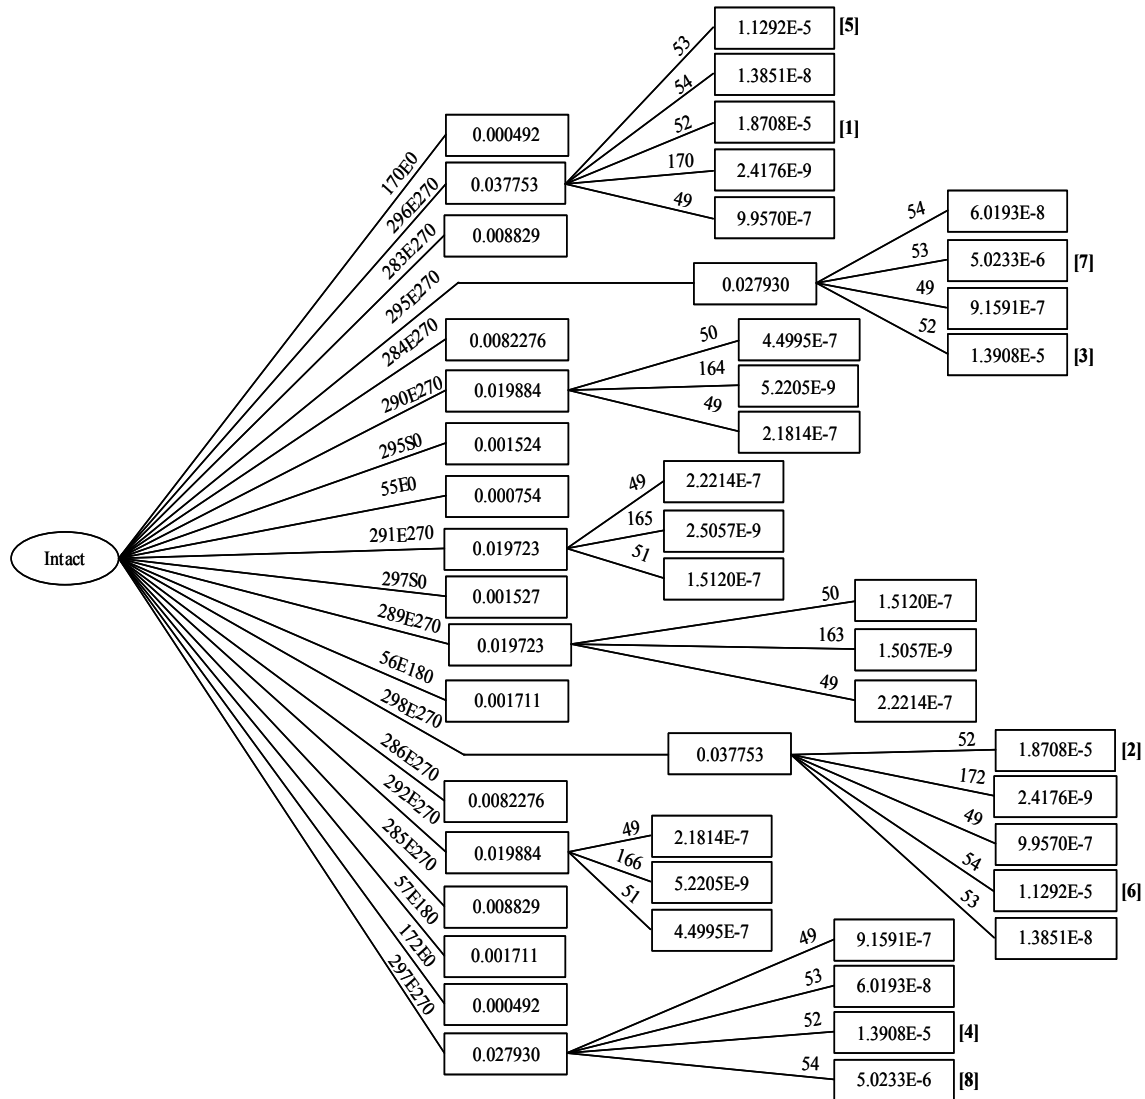 Intact
170E0
0.000492
296E270
0.037753
53
1.1292E-5
[5]
54
1.3851E-8
52
1.8708E-5
[1]
170
2.4176E-9
49
9.9570E-7
283E270
0.008829
295E270
0.027930
54
6.0193E-8
53
5.0233E-6
[7]
49
9.1591E-7
52
1.3908E-5
[3]
284E270
0.0082276
290E270
0.019884
50
4.4995E-7
164
5.2205E-9
49
2.1814E-7
295S0
0.001524
55E0
0.000754
291E270
0.019723
49
2.2214E-7
165
2.5057E-9
51
1.5120E-7
297S0
0.001527
289E270
0.019723
50
1.5120E-7
163
1.5057E-9
49
2.2214E-7
56E180
0.001711
298E270
0.037753
52
1.8708E-5
[2]
172
2.4176E-9
49
9.9570E-7
54
1.1292E-5
[6]
53
1.3851E-8
286E270
0.0082276
292E270
0.019884
49
2.1814E-7
166
5.2205E-9
51
4.4995E-7
285E270
0.008829
57E180
0.001711
172E0
0.000492
297E270
0.027930
49
9.1591E-7
53
6.0193E-8
52
1.3908E-5
[4]
54
5.0233E-6
[8]